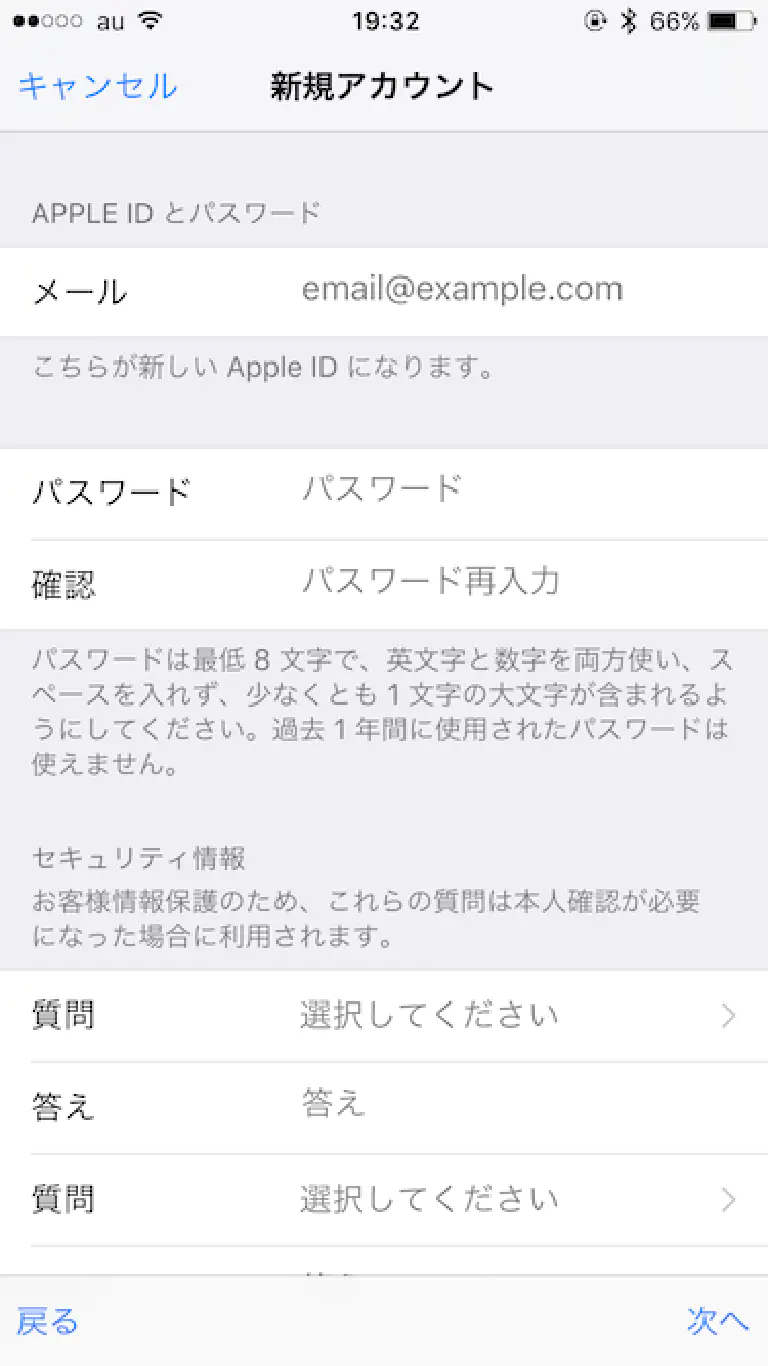 au 19:32 66%
キャンセル 新規アカウント
APPLE ID とパスワード
メール email@example.com
こちらが新しい Apple ID になります。
パスワード パスワード
確認 パスワード再入力
パスワードは最低 8 文字で、英文字と数字を両方使い、ス
ペースを入れず、少なくとも 1 文字の大文字が含まれるよ
うにしてください。過去 1 年間に使用されたパスワードは
使えません。
セキュリティ情報
お客様情報保護のため、これらの質問は本人確認が必要
になった場合に利用されます。
質問 選択してください
答え 答え
質問 選択してください
戻る 次へ